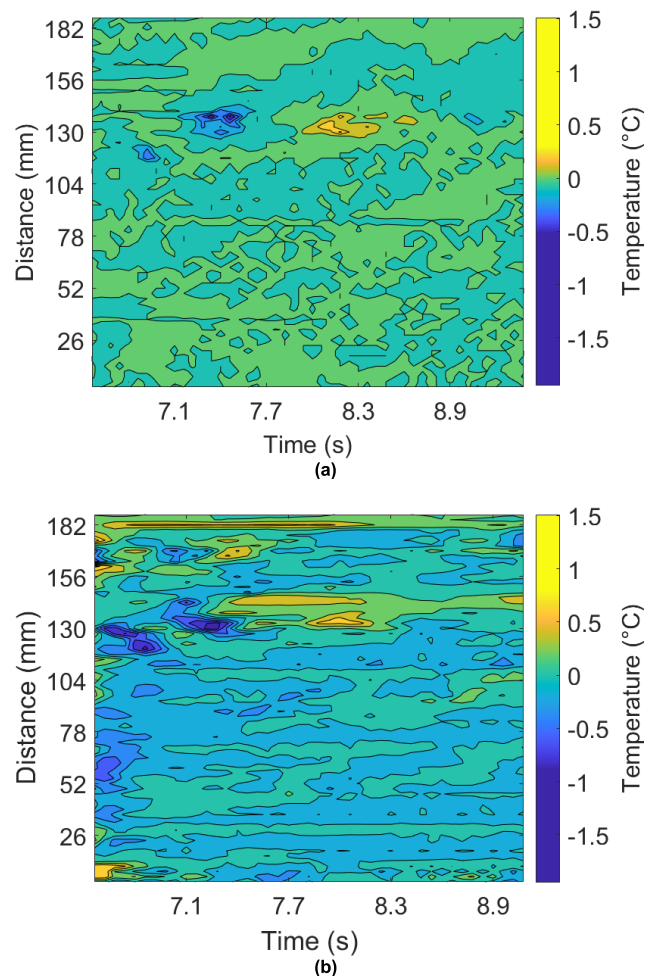 182
156
130
104
78
52
26
Distance (mm)
7.1 7.7 8.3 8.9
Time (s)
1.5
1
0.5
0
-0.5
-1
-1.5
Temperature (°C)
(a)
182
156
130
104
78
52
26
Distance (mm)
7.1 7.7 8.3 8.9
Time (s)
1.5
1
0.5
0
-0.5
-1
-1.5
Temperature (°C)
(b)